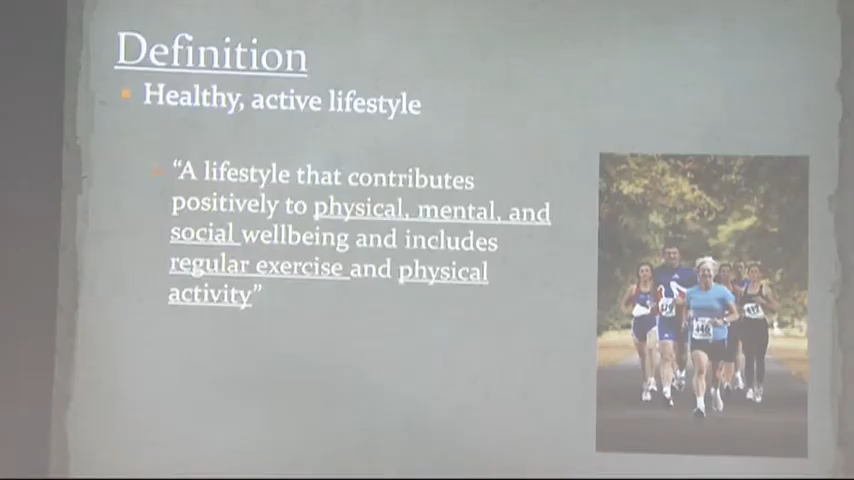 Definition
Healthy, active lifestyle
“A lifestyle that contributes
positively to physical, mental, and
social wellbeing and includes
regular exercise and physical
activity”
446